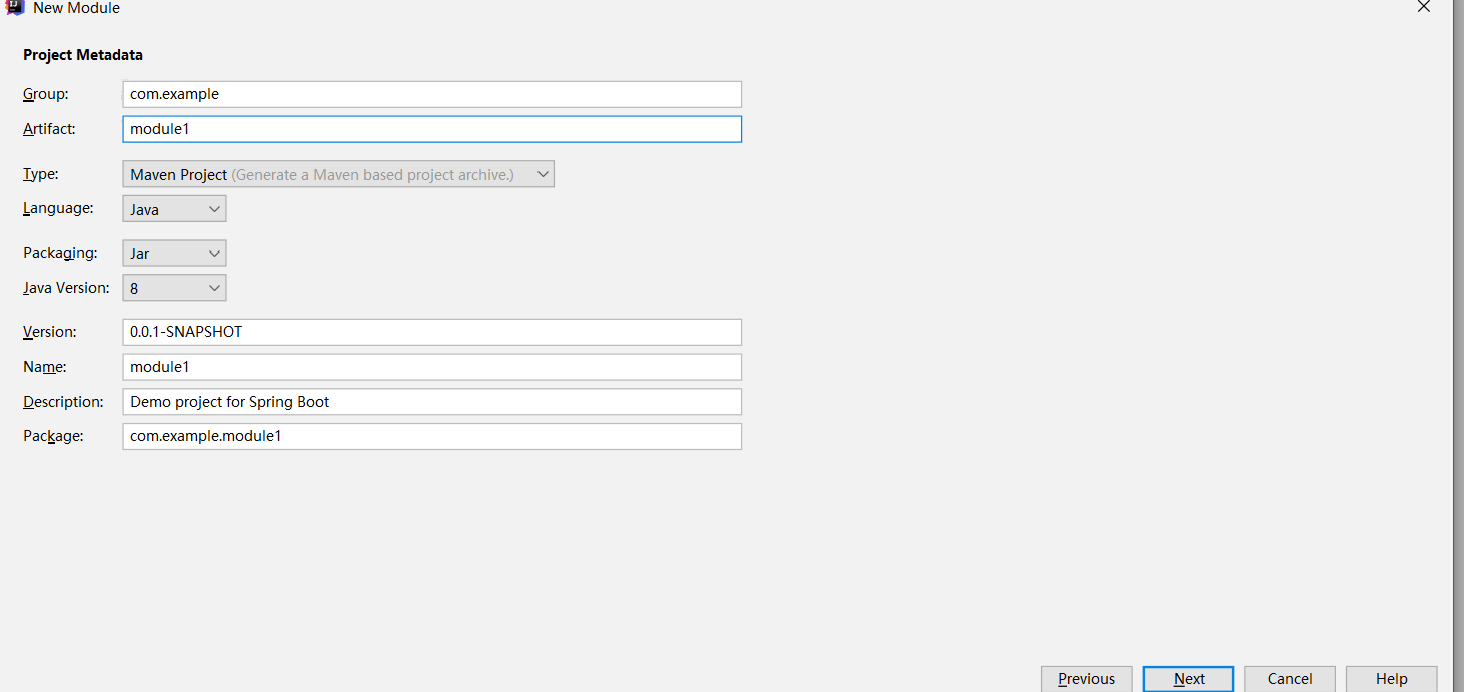 New Module
Project Metadata
Group: com.example
Artifact: module1
Type: Maven Project (Generate a Maven based project archive.)
Language: Java
Packaging: Jar
Java Version: 8
Version: 0.0.1-SNAPSHOT
Name: module1
Description: Demo project for Spring Boot
Package: com.example.module1
Previous Next Cancel Help